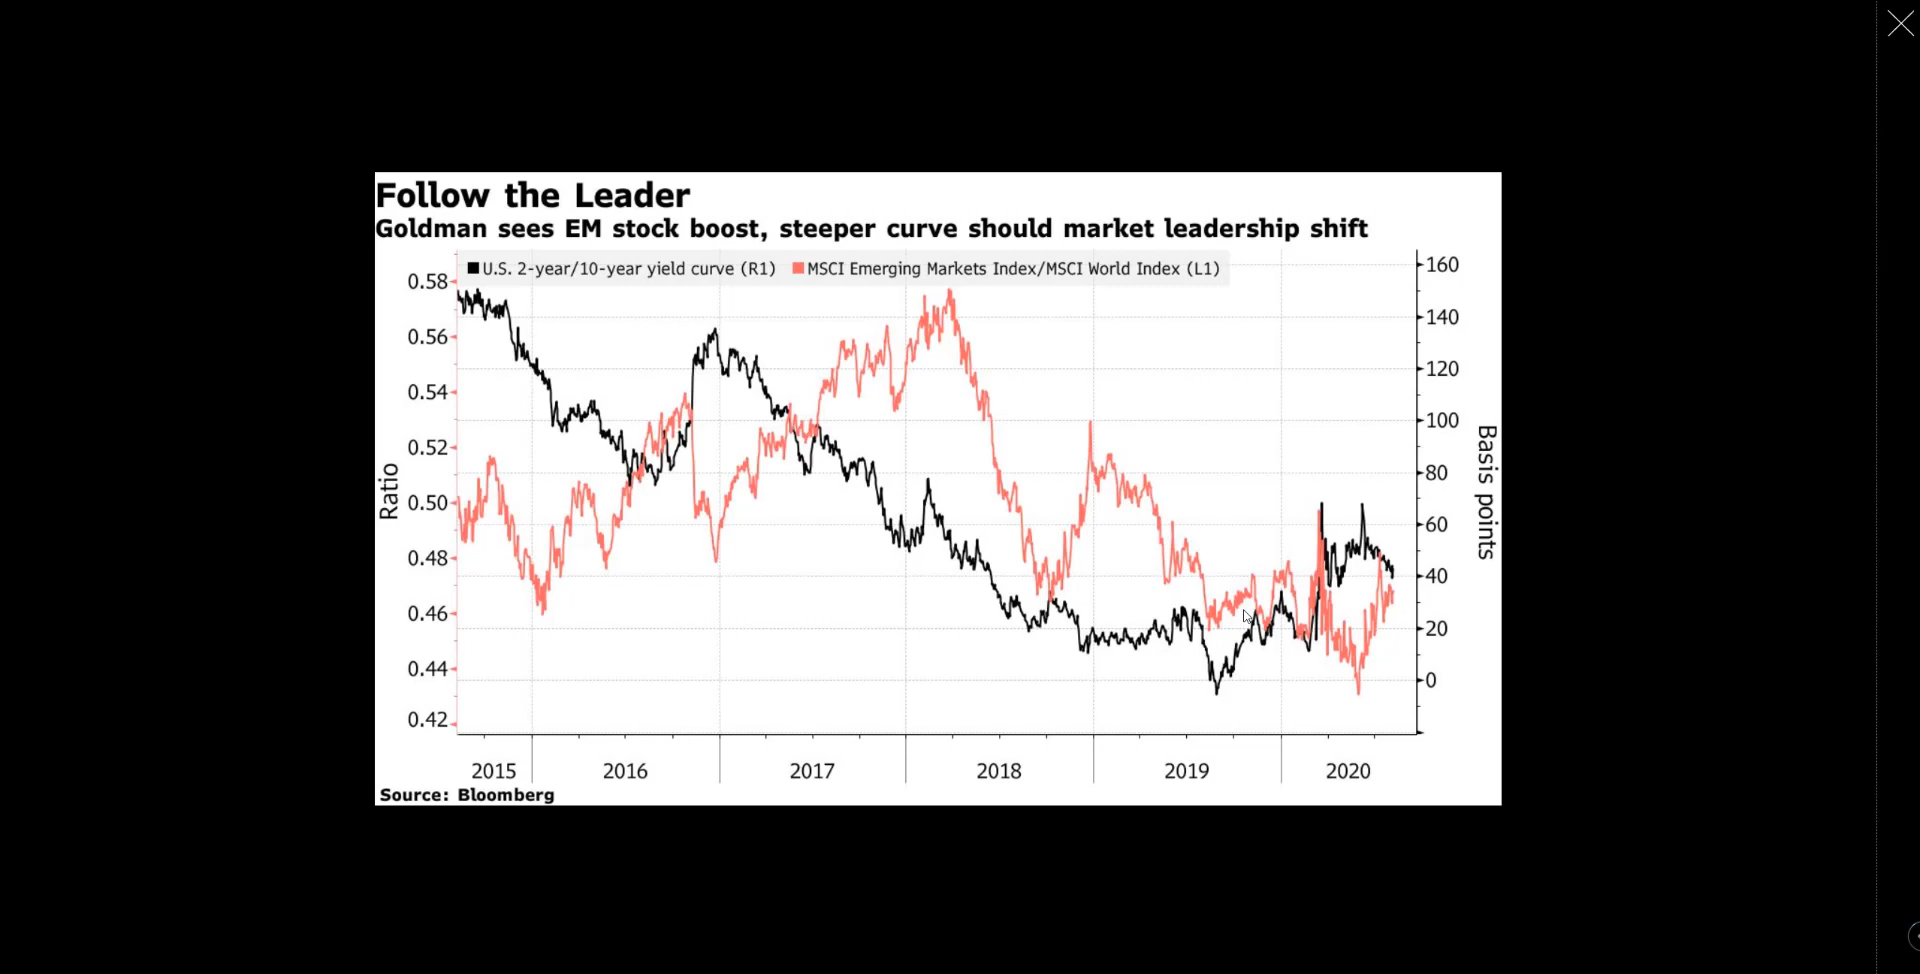 Follow the Leader
Goldman sees EM stock boost, steeper curve should market leadership shift
U.S. 2-year/10-year yield curve (R1) MSCI Emerging Markets Index/MSCI World Index (L1)
0.58
0.56
0.54
0.52
0.50
0.48
0.46
0.44
0.42
Ratio
160
140
120
100
80
60
40
20
0
Basis points
2015 2016 2017 2018 2019 2020
Source: Bloomberg